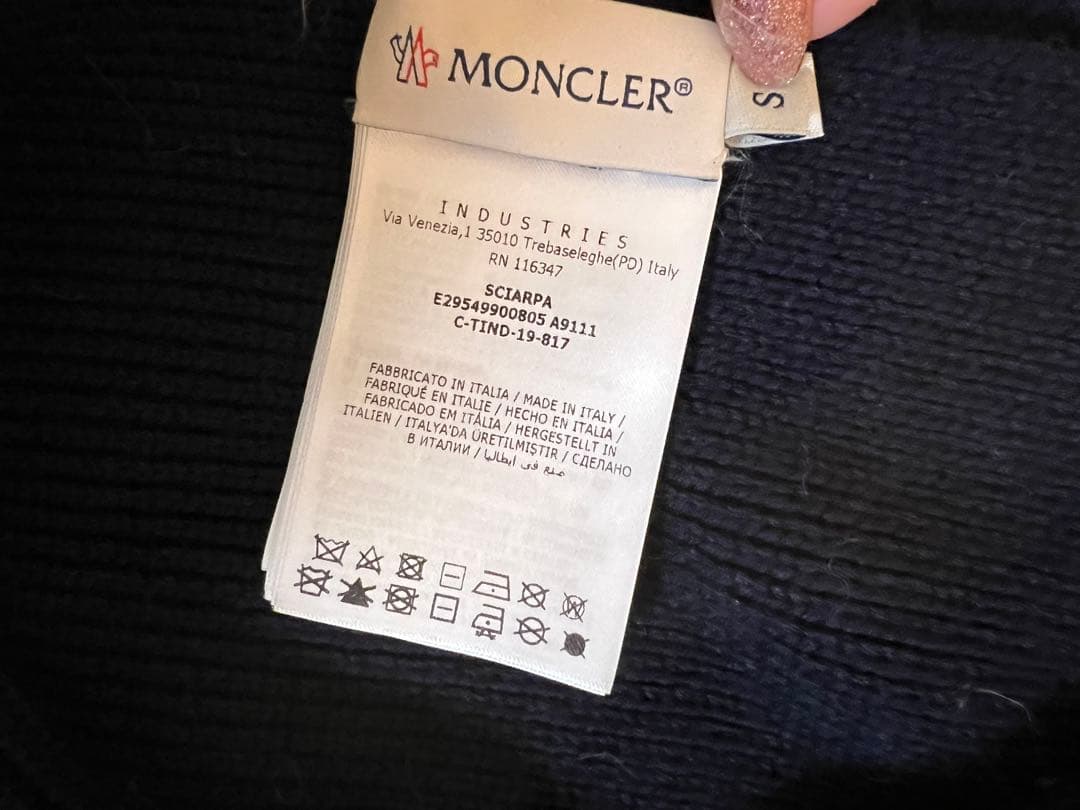 MONCLER®
S
INDUSTRIES
Via Venezia,1 35010 Trebaseleghe(PD) Italy
RN 116347
SCIARPA
E29549900805 A9111
C-TIND-19-817
FABBRICATO IN ITALIA / MADE IN ITALY /
FABRIQUÉ EN ITALIE / HECHO EN ITALIA /
FABRICADO EM ITÁLIA / HERGESTELLT IN
ITALIEN / ITALYA'DA ÜRETILMIŞTIR / СДЕЛАНО
В ИТАЛИИ / صنع في ايطاليا